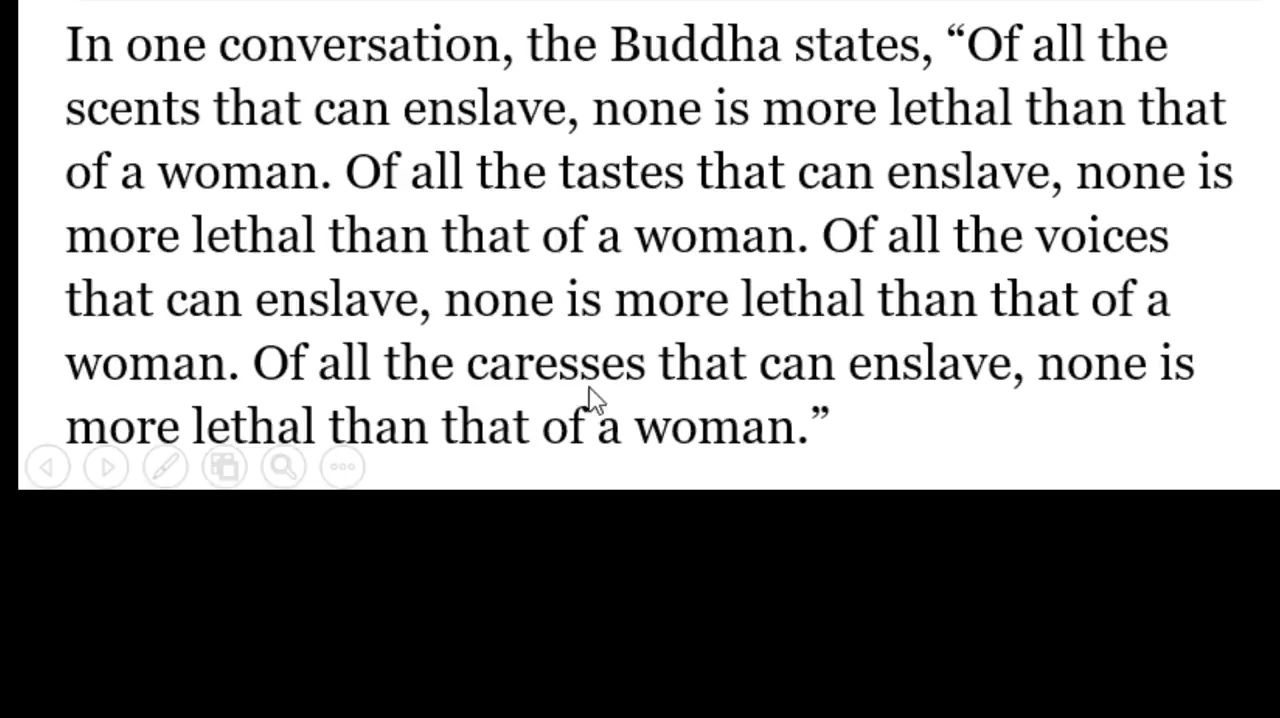 In one conversation, the Buddha states, “Of all the
scents that can enslave, none is more lethal than that
of a woman. Of all the tastes that can enslave, none is
more lethal than that of a woman. Of all the voices
that can enslave, none is more lethal than that of a
woman. Of all the caresses that can enslave, none is
more lethal than that of a woman.”